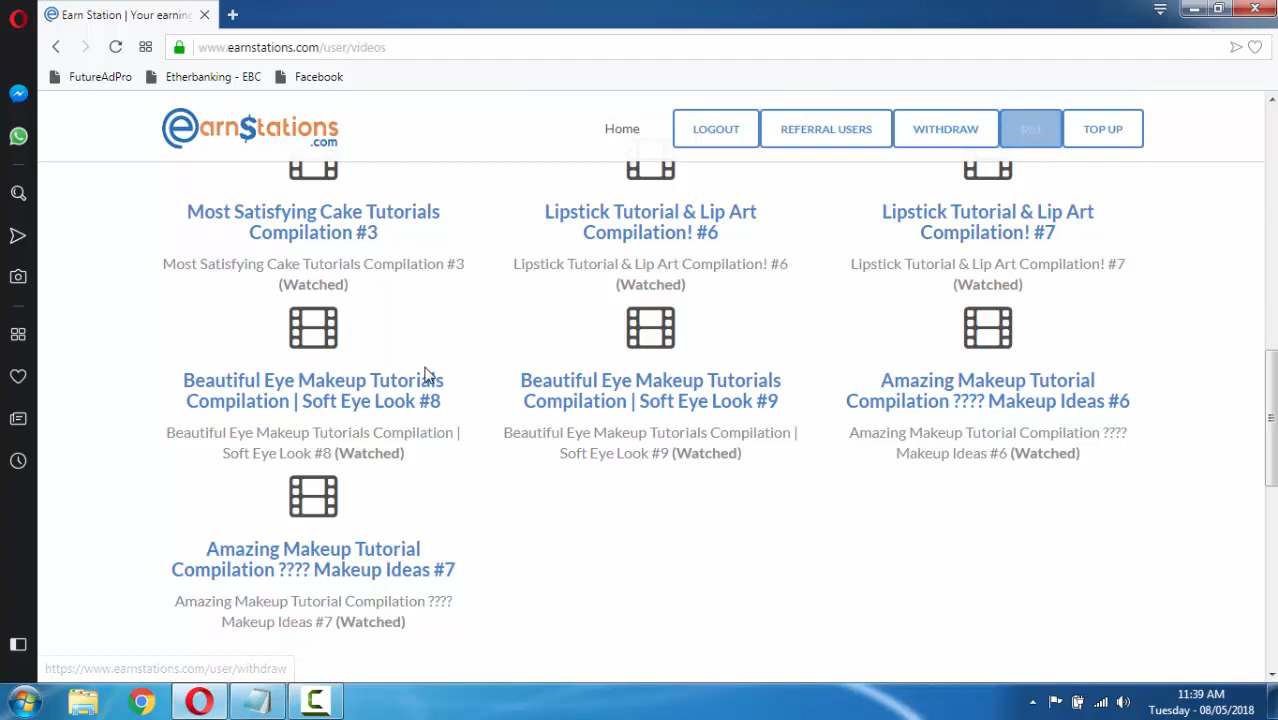 Earn Station | Your earning
www.earnstations.com/user/videos
FutureAdPro
Etherbanking - EBC
Facebook
earn$tations
.com
Home
LOGOUT
REFERRAL USERS
WITHDRAW
TOP UP
Most Satisfying Cake Tutorials
Compilation #3
Most Satisfying Cake Tutorials Compilation #3
(Watched)
Lipstick Tutorial & Lip Art
Compilation! #6
Lipstick Tutorial & Lip Art Compilation! #6
(Watched)
Lipstick Tutorial & Lip Art
Compilation! #7
Lipstick Tutorial & Lip Art Compilation! #7
(Watched)
Beautiful Eye Makeup Tutorials
Compilation | Soft Eye Look #8
Beautiful Eye Makeup Tutorials Compilation |
Soft Eye Look #8 (Watched)
Beautiful Eye Makeup Tutorials
Compilation | Soft Eye Look #9
Beautiful Eye Makeup Tutorials Compilation |
Soft Eye Look #9 (Watched)
Amazing Makeup Tutorial
Compilation ???? Makeup Ideas #6
Amazing Makeup Tutorial Compilation ????
Makeup Ideas #6 (Watched)
Amazing Makeup Tutorial
Compilation ???? Makeup Ideas #7
Amazing Makeup Tutorial Compilation ????
Makeup Ideas #7 (Watched)
https://www.earnstations.com/user/withdraw
11:39 AM
Tuesday - 08/05/2018